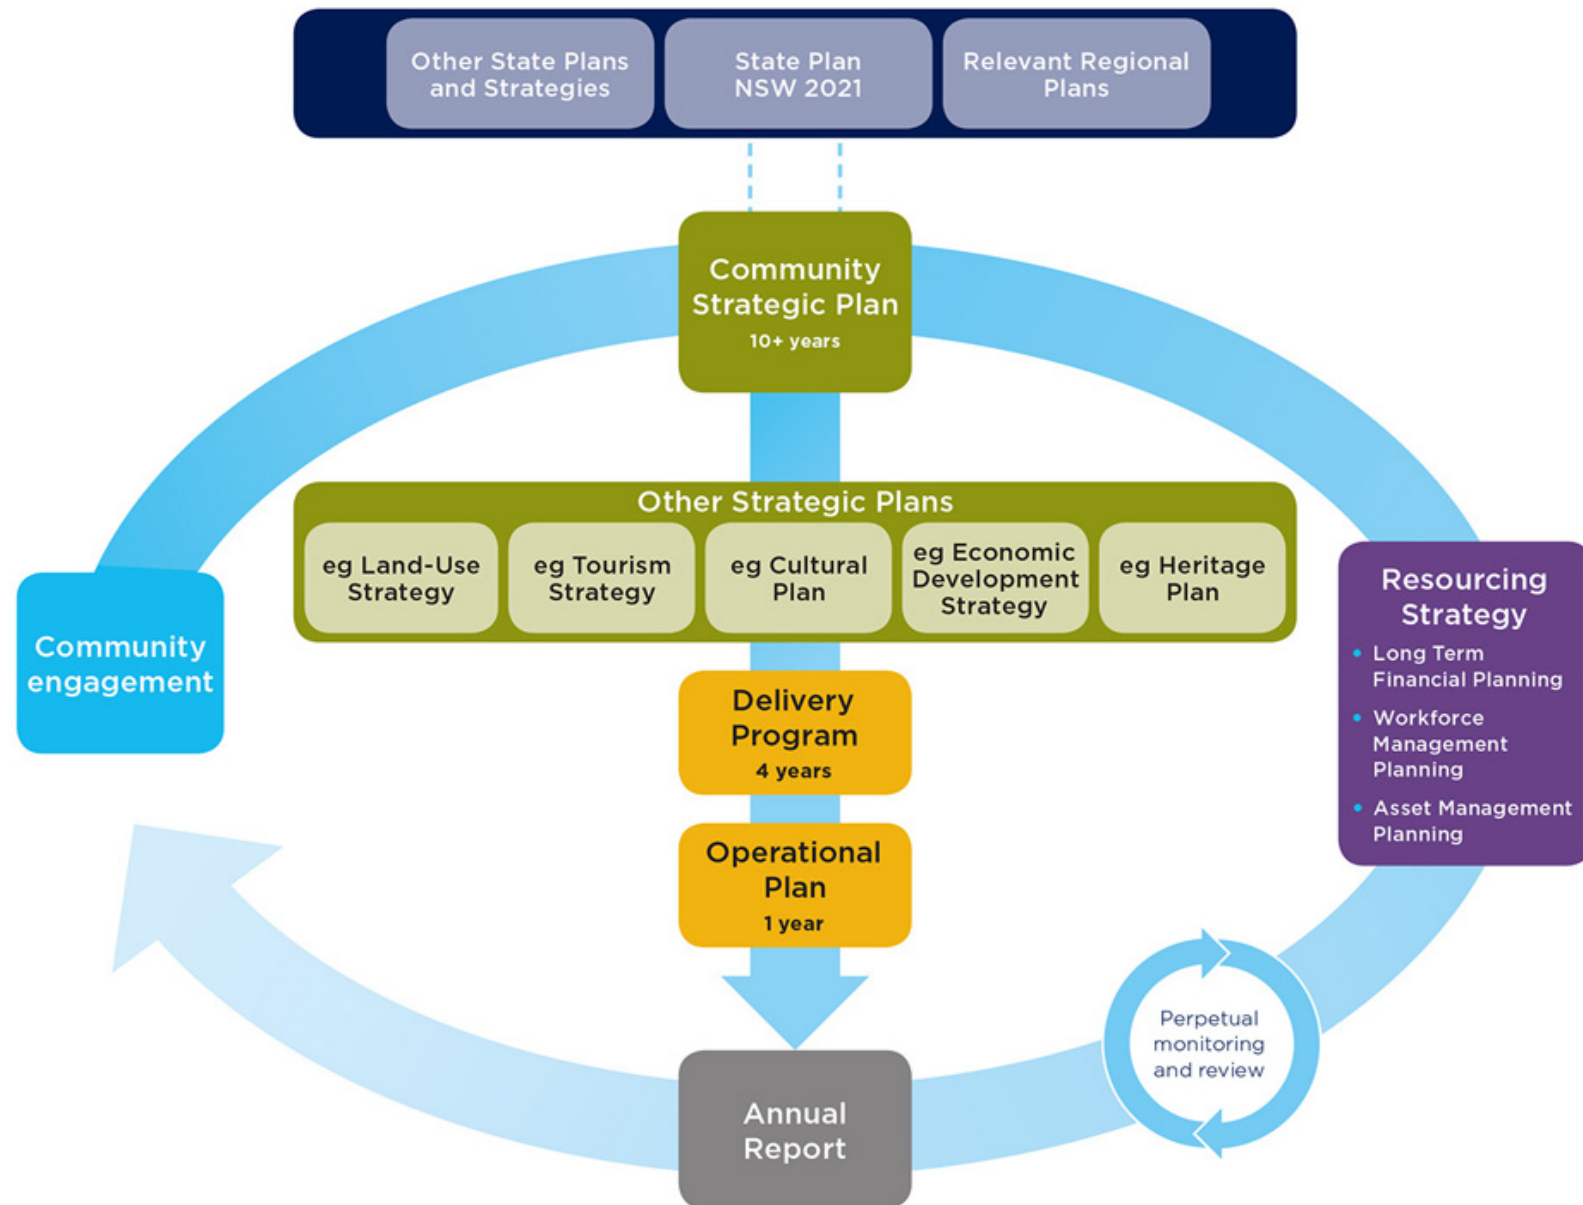 Other State Plans
and Strategies
State Plan
NSW 2021
Relevant Regional
Plans
Community
Strategic Plan
10+ years
Other Strategic Plans
eg Land-Use
Strategy
eg Tourism
Strategy
eg Cultural
Plan
eg Economic
Development
Strategy
eg Heritage
Plan
Community
engagement
Resourcing
Strategy
• Long Term
Financial Planning
• Workforce
Management
Planning
• Asset Management
Planning
Delivery
Program
4 years
Operational
Plan
1 year
Perpetual
monitoring
and review
Annual
Report